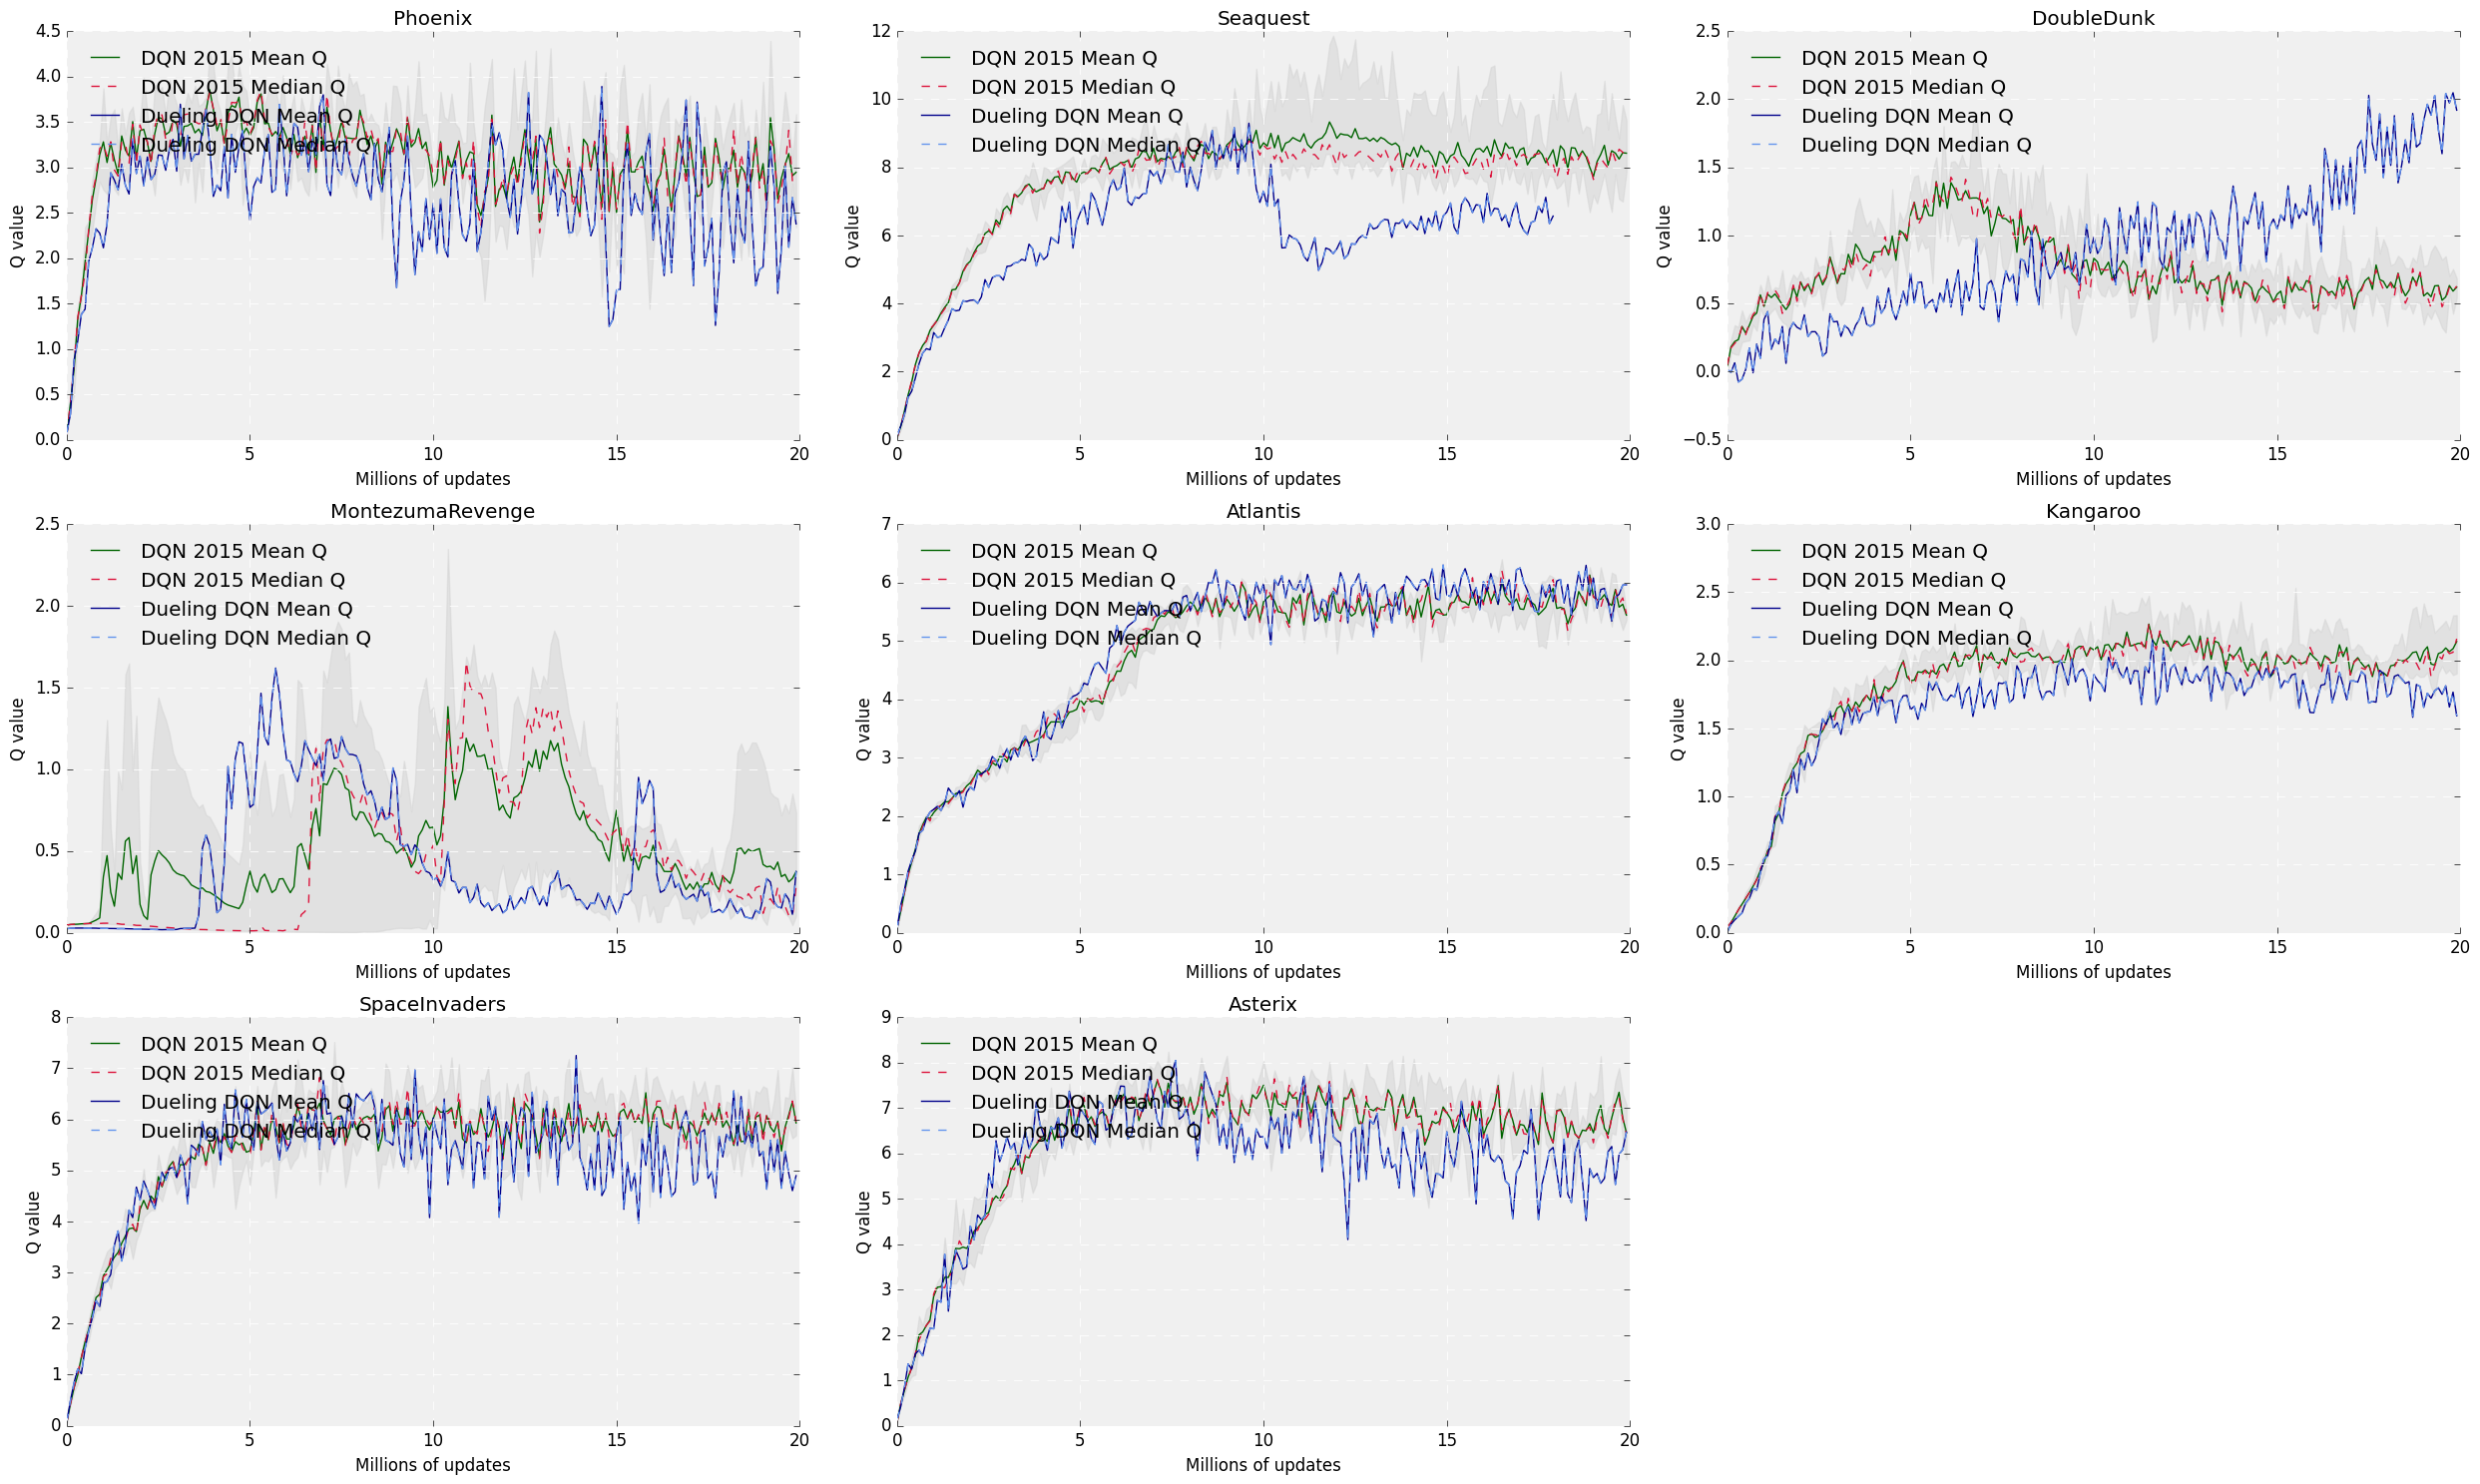 Phoenix
4.5
4.0
3.5
3.0
2.5
2.0
1.5
1.0
0.5
0.0
Q value
DQN 2015 Mean Q
DQN 2015 Median Q
Dueling DQN Mean Q
Dueling DQN Median Q
0 5 10 15 20
Millions of updates
Seaquest
12
10
8
6
4
2
0
Q value
DQN 2015 Mean Q
DQN 2015 Median Q
Dueling DQN Mean Q
Dueling DQN Median Q
0 5 10 15 20
Millions of updates
DoubleDunk
2.5
2.0
1.5
1.0
0.5
0.0
−0.5
Q value
DQN 2015 Mean Q
DQN 2015 Median Q
Dueling DQN Mean Q
Dueling DQN Median Q
0 5 10 15 20
Millions of updates
MontezumaRevenge
2.5
2.0
1.5
1.0
0.5
0.0
Q value
DQN 2015 Mean Q
DQN 2015 Median Q
Dueling DQN Mean Q
Dueling DQN Median Q
0 5 10 15 20
Millions of updates
Atlantis
7
6
5
4
3
2
1
0
Q value
DQN 2015 Mean Q
DQN 2015 Median Q
Dueling DQN Mean Q
Dueling DQN Median Q
0 5 10 15 20
Millions of updates
Kangaroo
3.0
2.5
2.0
1.5
1.0
0.5
0.0
Q value
DQN 2015 Mean Q
DQN 2015 Median Q
Dueling DQN Mean Q
Dueling DQN Median Q
0 5 10 15 20
Millions of updates
SpaceInvaders
8
7
6
5
4
3
2
1
0
Q value
DQN 2015 Mean Q
DQN 2015 Median Q
Dueling DQN Mean Q
Dueling DQN Median Q
0 5 10 15 20
Millions of updates
Asterix
9
8
7
6
5
4
3
2
1
0
Q value
DQN 2015 Mean Q
DQN 2015 Median Q
Dueling DQN Mean Q
Dueling DQN Median Q
0 5 10 15 20
Millions of updates